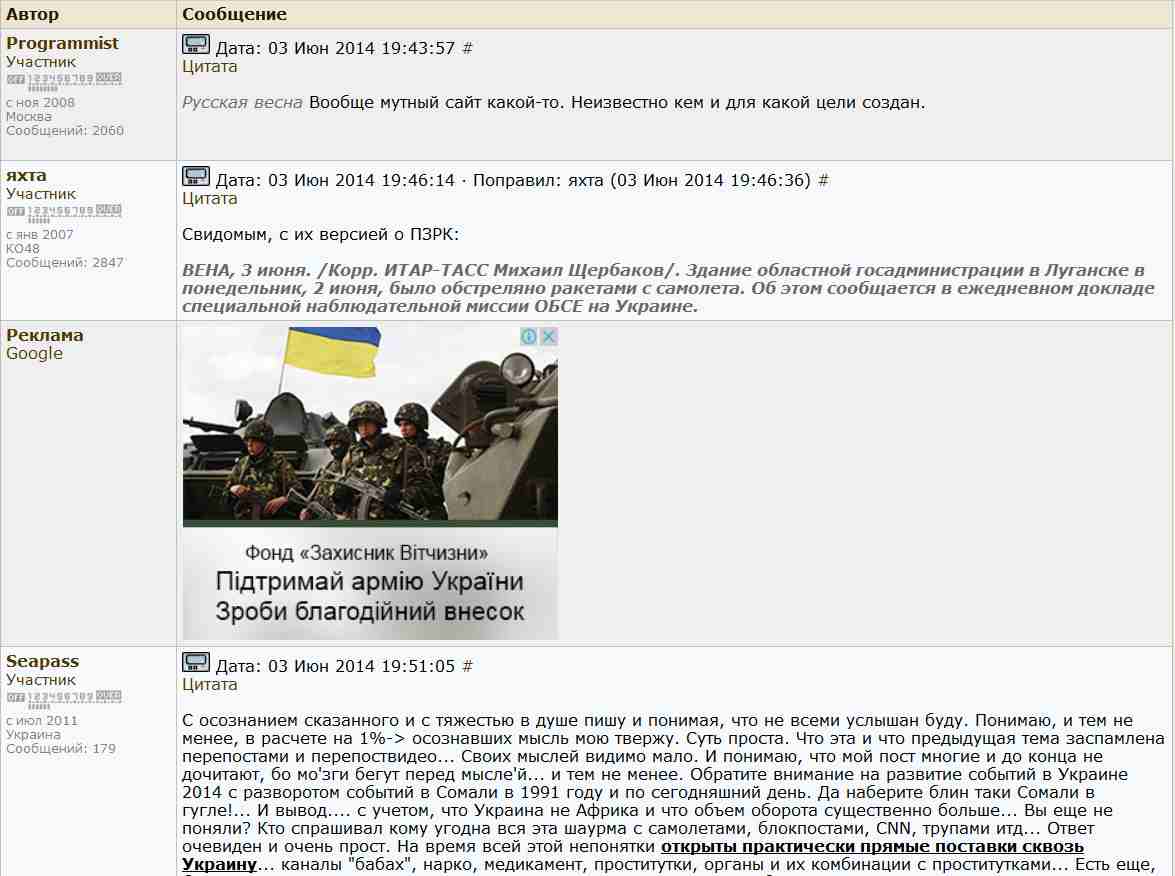 Автор Сообщение
Programmist
Участник
OFF 1 2 3 4 5 6 7 8 9 OVER
с ноя 2008
Москва
Сообщений: 2060
Дата: 03 Июн 2014 19:43:57 #
Цитата
Русская весна Вообще мутный сайт какой-то. Неизвестно кем и для какой цели создан.
яхта
Участник
OFF 1 2 3 4 5 6 7 8 9 OVER
с янв 2007
КО48
Сообщений: 2847
Дата: 03 Июн 2014 19:46:14 · Поправил: яхта (03 Июн 2014 19:46:36) #
Цитата
Свидомым, с их версией о ПЗРК:
ВЕНА, 3 июня. /Корр. ИТАР-ТАСС Михаил Щербаков/. Здание областной госадминистрации в Луганске в
понедельник, 2 июня, было обстреляно ракетами с самолета. Об этом сообщается в ежедневном докладе
специальной наблюдательной миссии ОБСЕ на Украине.
Реклама
Google
Фонд «Захисник Вітчизни»
Підтримай армію України
Зроби благодійний внесок
Seapass
Участник
OFF 1 2 3 4 5 6 7 8 9 OVER
с июл 2011
Украина
Сообщений: 179
Дата: 03 Июн 2014 19:51:05 #
Цитата
С осознанием сказанного и с тяжестью в душе пишу и понимая, что не всеми услышан буду. Понимаю, и тем не
менее, в расчете на 1%-> осознавших мысль мою твержу. Суть проста. Что эта и что предыдущая тема заспамлена
перепостами и перепоствидео... Своих мыслей видимо мало. И понимаю, что мой пост многие и до конца не
дочитают, бо мо'зги бегут перед мысле'й... и тем не менее. Обратите внимание на развитие событий в Украине
2014 с разворотом событий в Сомали в 1991 году и по сегодняшний день. Да наберите блин таки Сомали в
гугле!... И вывод.... с учетом, что Украина не Африка и что объем оборота существенно больше... Вы еще не
поняли? Кто спрашивал кому угодна вся эта шаурма с самолетами, блокпостами, CNN, трупами итд... Ответ
очевиден и очень прост. На время всей этой непонятки открыты практически прямые поставки сквозь
Украину... каналы "бабах", нарко, медикамент, проститутки, органы и их комбинации с проститутками... Есть еще,